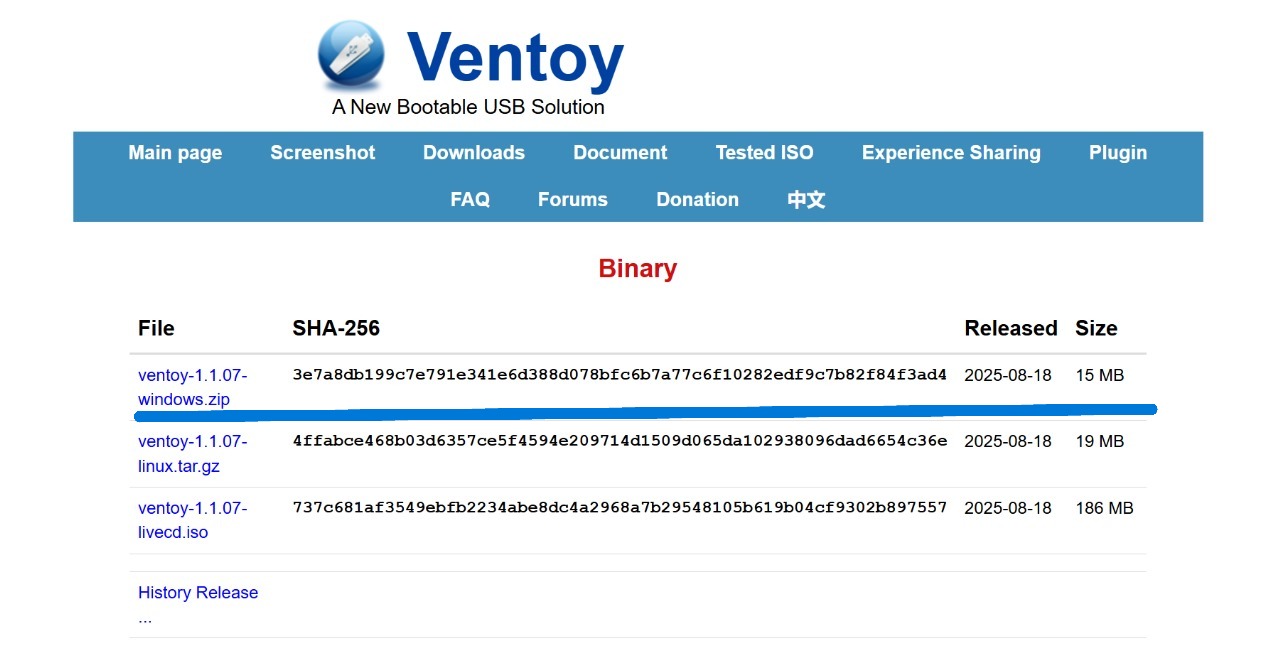 Ventoy
A New Bootable USB Solution
Main page Screenshot Downloads Document Tested ISO Experience Sharing Plugin
FAQ Forums Donation 中文
Binary
File SHA-256 Released Size
ventoy-1.1.07- 3e7a8db199c7e791e341e6d388d078bfc6b7a77c6f10282edf9c7b82f84f3ad4 2025-08-18 15 MB
windows.zip
ventoy-1.1.07- 4ffabce468b03d6357ce5f4594e209714d1509d065da102938096dad6654c36e 2025-08-18 19 MB
linux.tar.gz
ventoy-1.1.07- 737c681af3549ebfb2234abe8dc4a2968a7b29548105b619b04cf9302b897557 2025-08-18 186 MB
livecd.iso
History Release
...